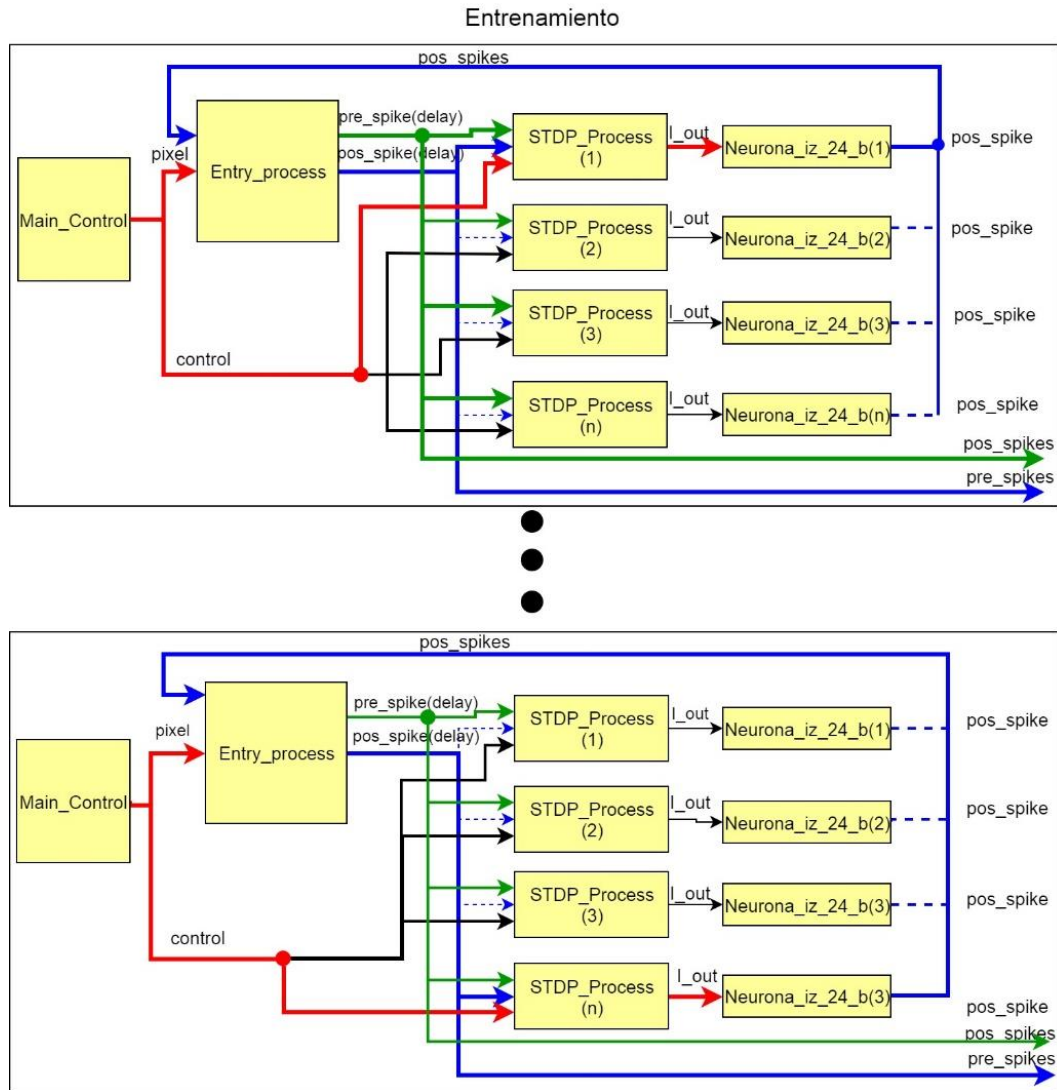 Entrenamiento
pos_spikes
pre_spike(delay)
pos_spike(delay)
pixel
Main_Control
Entry_process
control
STDP_Process
(1)
I_out
Neurona_iz_24_b(1)
pos_spike
STDP_Process
(2)
I_out
Neurona_iz_24_b(2)
pos_spike
STDP_Process
(3)
I_out
Neurona_iz_24_b(3)
pos_spike
STDP_Process
(n)
I_out
Neurona_iz_24_b(n)
pos_spike
pos_spikes
pre_spikes
pos_spikes
pre_spike(delay)
pos_spike(delay)
pixel
Main_Control
Entry_process
control
STDP_Process
(1)
I_out
Neurona_iz_24_b(1)
pos_spike
STDP_Process
(2)
I_out
Neurona_iz_24_b(2)
pos_spike
STDP_Process
(3)
I_out
Neurona_iz_24_b(3)
pos_spike
STDP_Process
(n)
I_out
Neurona_iz_24_b(3)
pos_spike
pos_spikes
pre_spikes